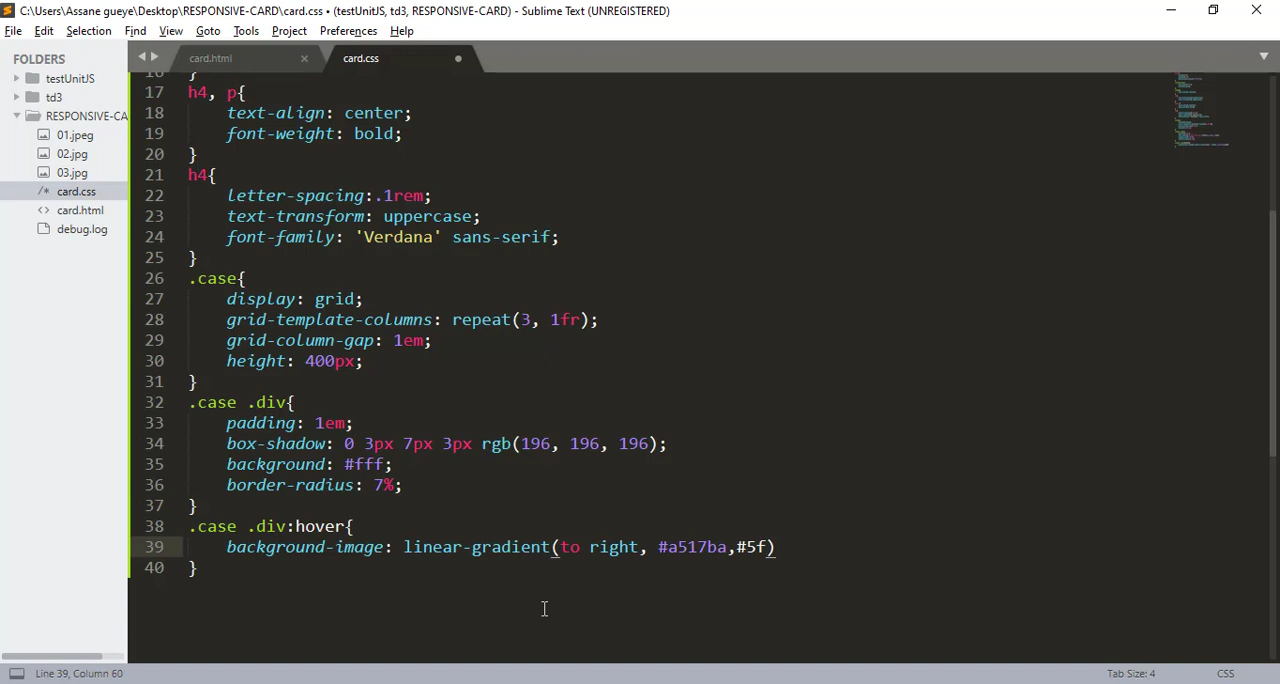 C:\Users\Assane gueye\Desktop\RESPONSIVE-CARD\card.css • (testUnitJS, td3, RESPONSIVE-CARD) - Sublime Text (UNREGISTERED)
File Edit Selection Find View Goto Tools Project Preferences Help
FOLDERS
testUnitJS
td3
RESPONSIVE-CA
01.jpeg
02.jpg
03.jpg
/* card.css
<> card.html
debug.log
card.html
card.css
16 }
17 h4, p{
18 text-align: center;
19 font-weight: bold;
20 }
21 h4{
22 letter-spacing:.1rem;
23 text-transform: uppercase;
24 font-family: 'Verdana' sans-serif;
25 }
26 .case{
27 display: grid;
28 grid-template-columns: repeat(3, 1fr);
29 grid-column-gap: 1em;
30 height: 400px;
31 }
32 .case .div{
33 padding: 1em;
34 box-shadow: 0 3px 7px 3px rgb(196, 196, 196);
35 background: #fff;
36 border-radius: 7%;
37 }
38 .case .div:hover{
39 background-image: linear-gradient(to right, #a517ba,#5f)
40 }
Line 39, Column 60
Tab Size: 4
CSS